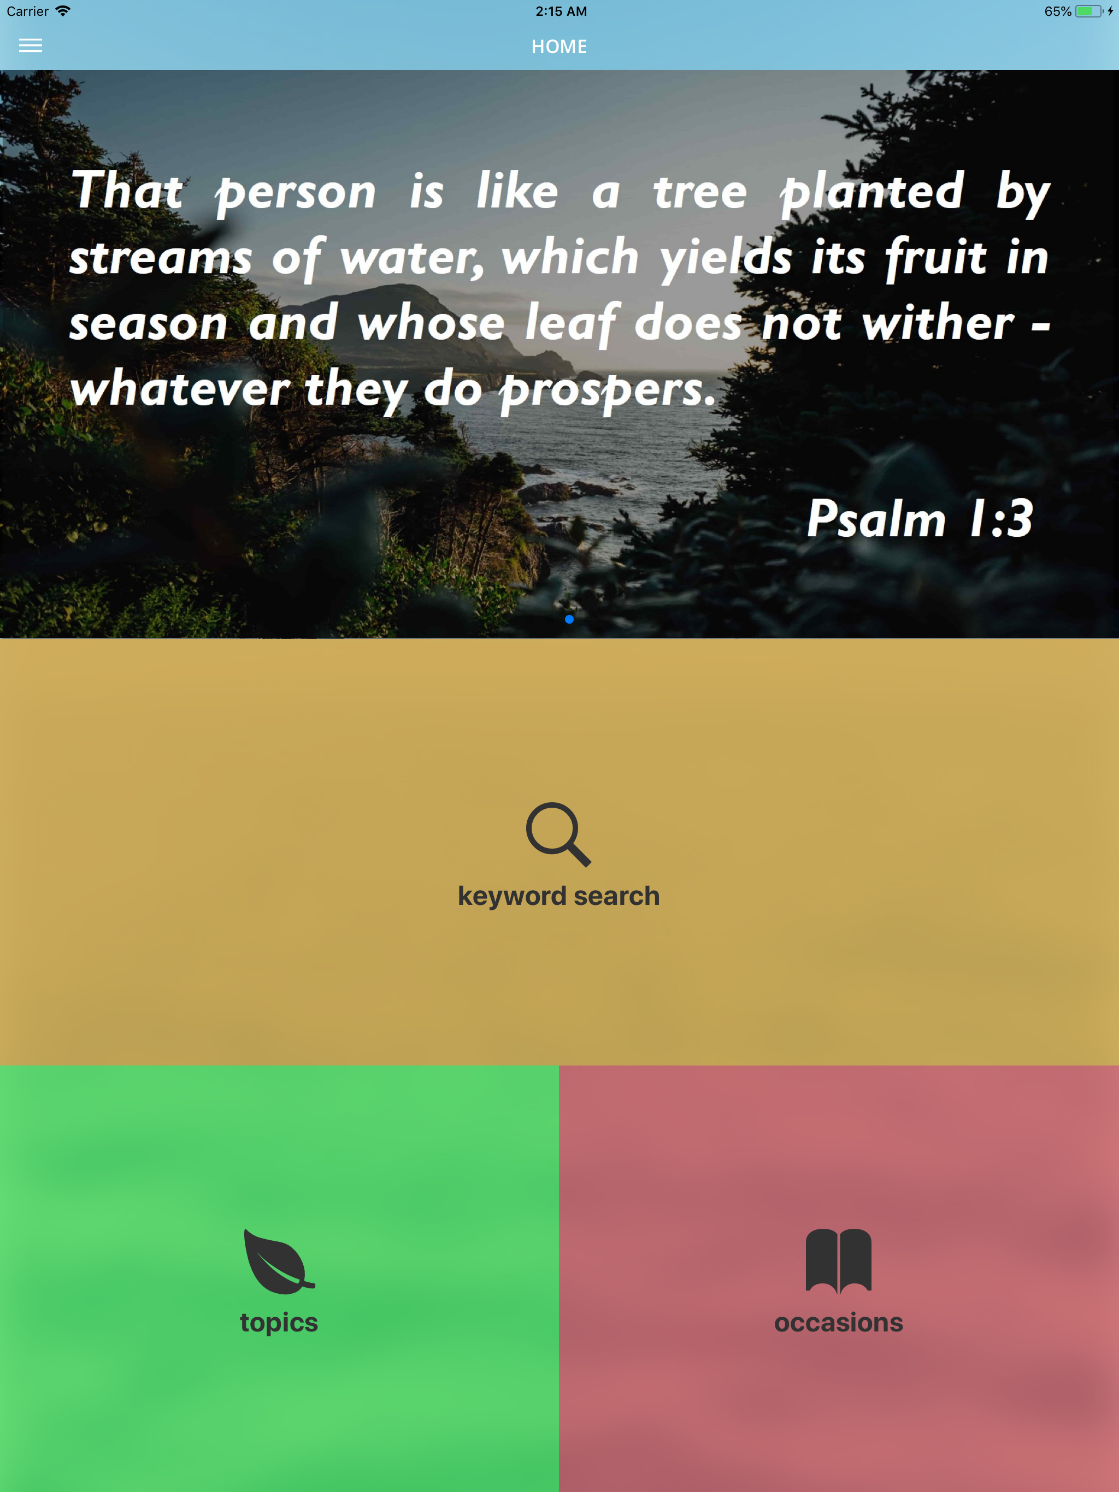 Carrier 2:15 AM 65%
HOME
That person is like a tree planted by
streams of water, which yields its fruit in
season and whose leaf does not wither -
whatever they do prospers.
Psalm 1:3
keyword search
topics
occasions